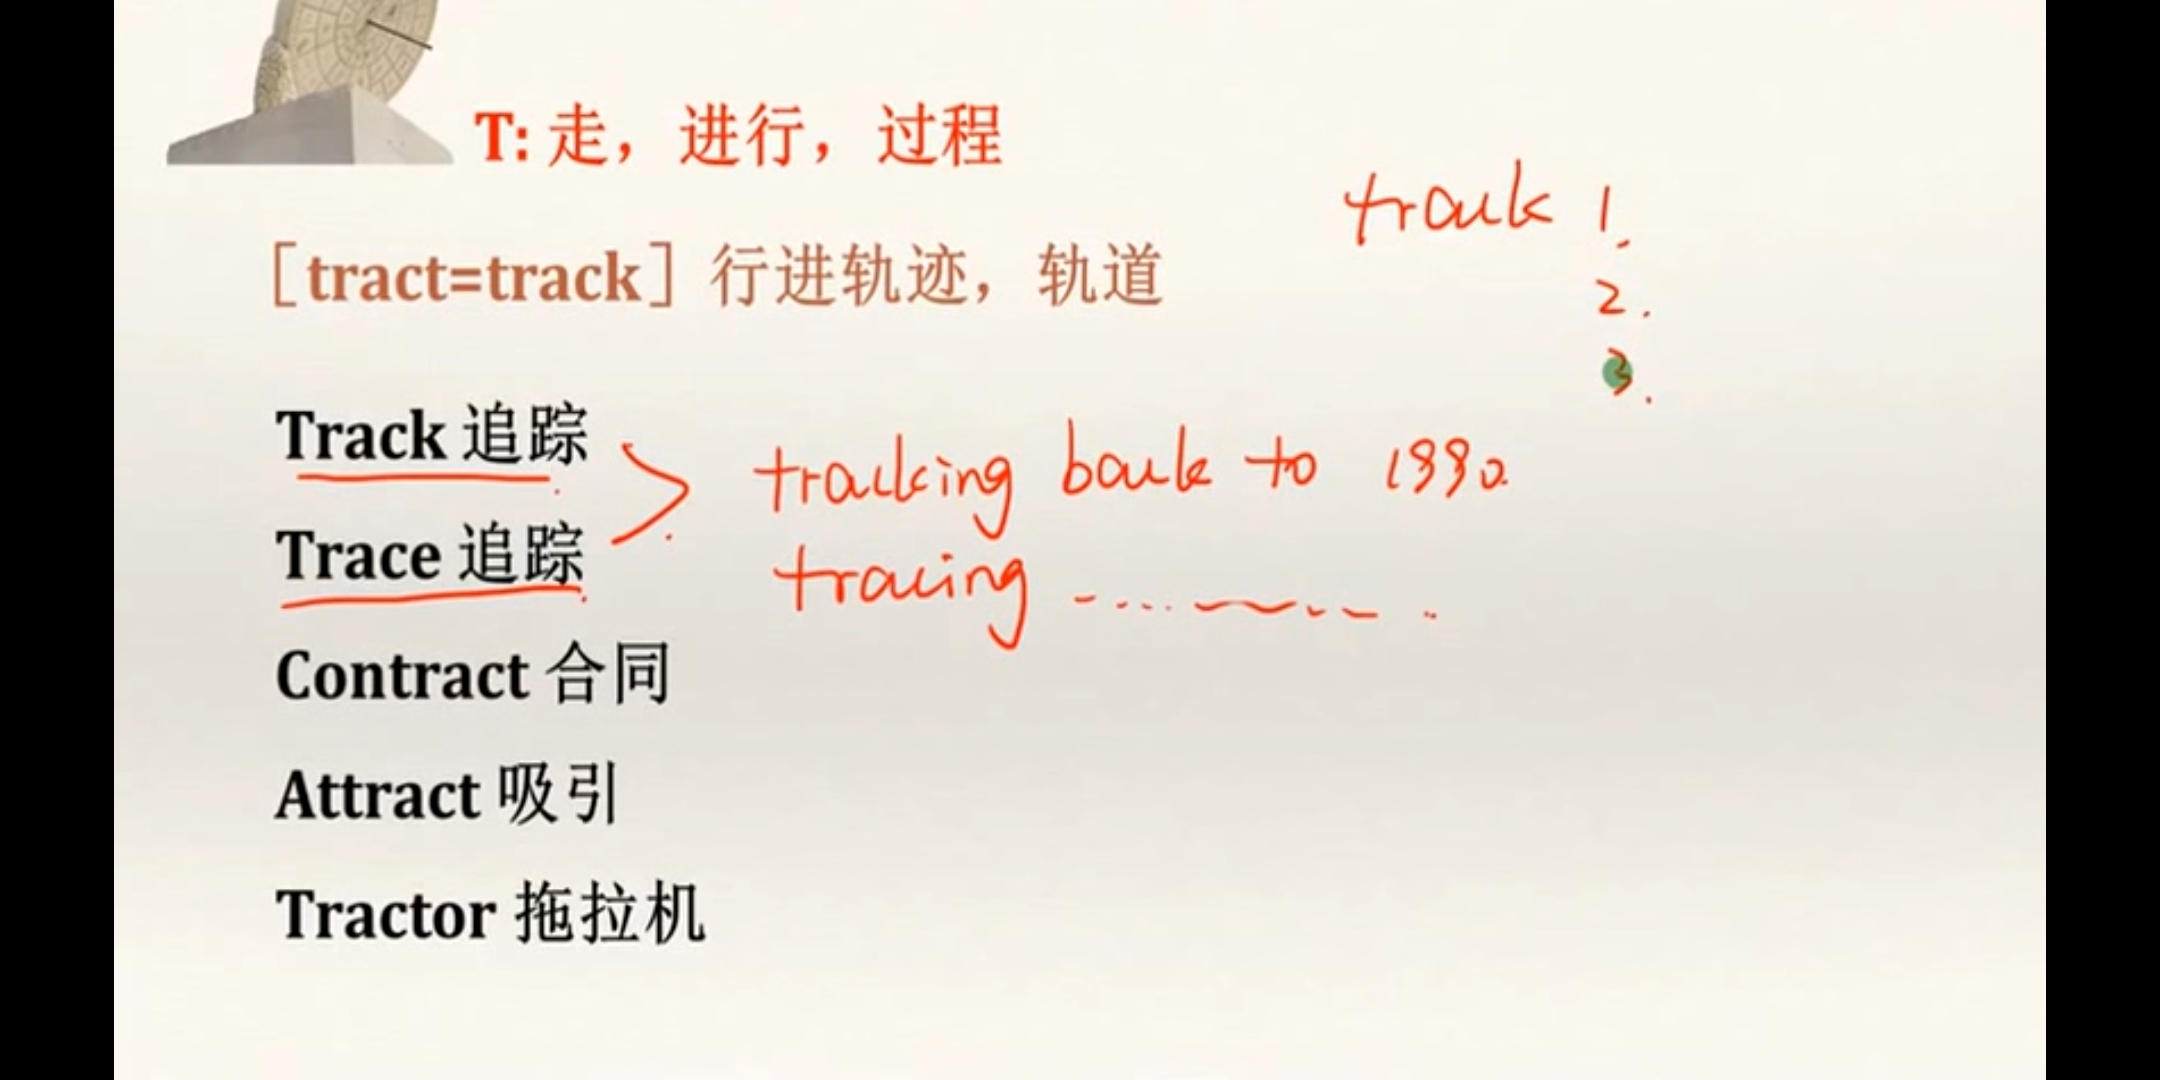 T: 走，进行，过程
track 1.
［tract=track］行进轨迹，轨道
2.
3.
Track 追踪
tracking back to 1990
Trace 追踪
tracing
Contract 合同
Attract 吸引
Tractor 拖拉机